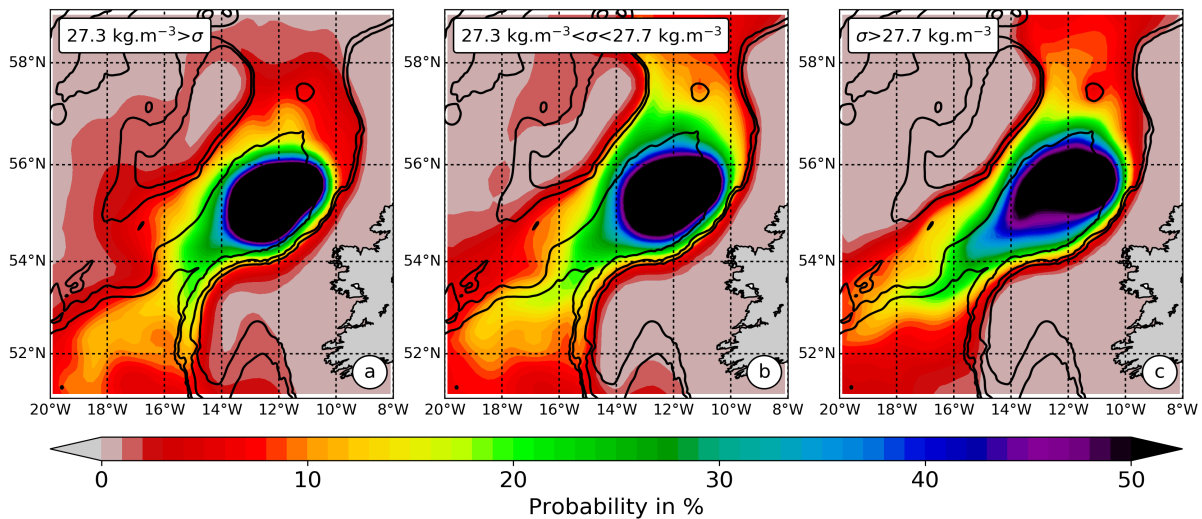 27.3 kg.m⁻³>σ
27.3 kg.m⁻³<σ<27.7 kg.m⁻³
σ>27.7 kg.m⁻³
58°N
56°N
54°N
52°N
58°N
56°N
54°N
52°N
58°N
56°N
54°N
52°N
a
b
c
20°W 18°W 16°W 14°W 12°W 10°W 8°W
20°W 18°W 16°W 14°W 12°W 10°W 8°W
20°W 18°W 16°W 14°W 12°W 10°W 8°W
0 10 20 30 40 50
Probability in %